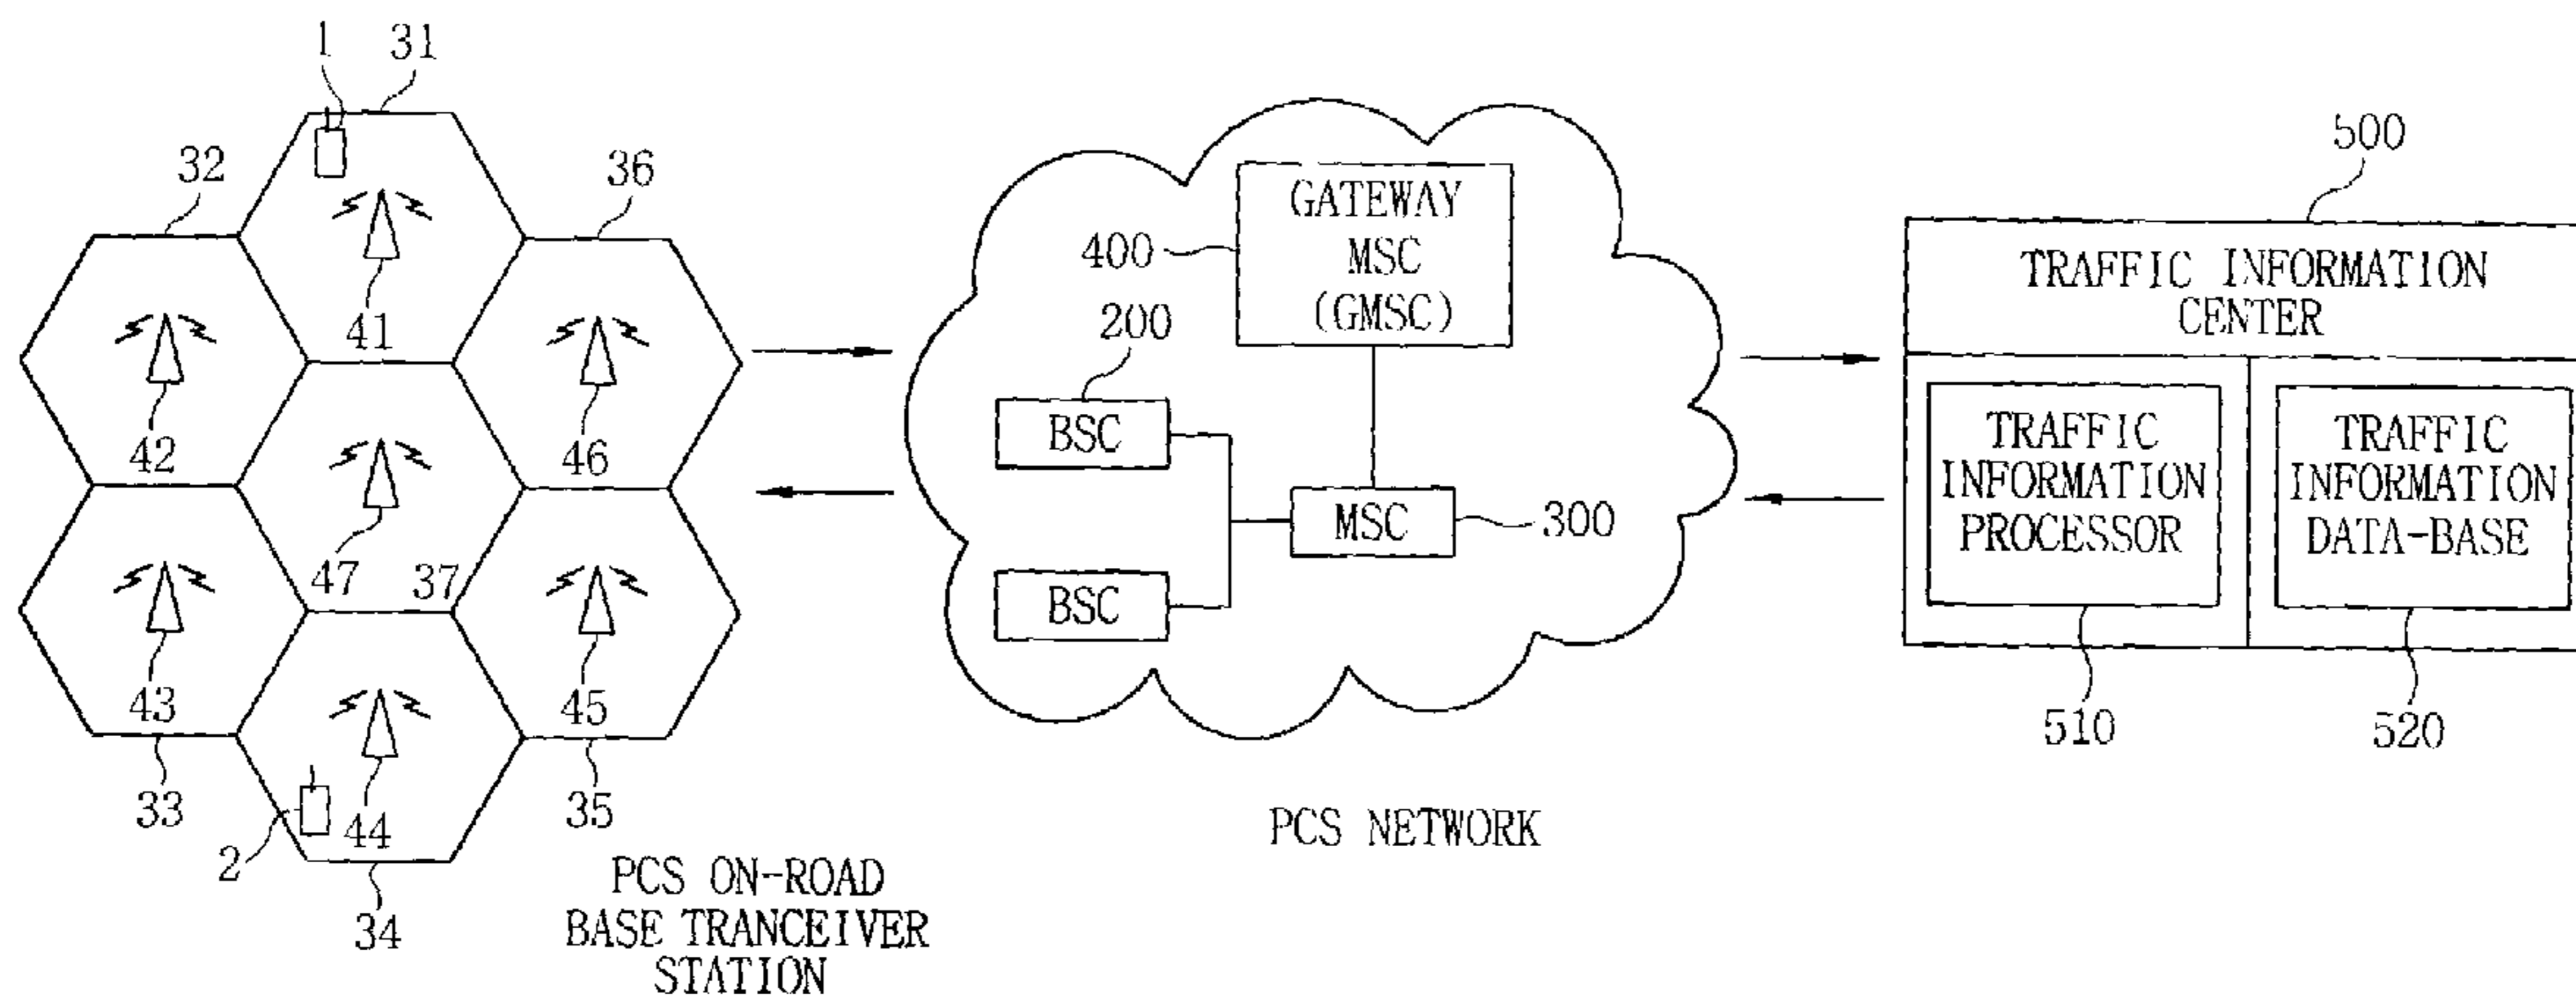 1
31
32
36
41
42
46
47
37
43
45
33
35
2
44
34
PCS ON-ROAD
BASE TRANCEIVER
STATION
GATEWAY
MSC
(GMSC)
400
200
BSC
MSC
300
BSC
PCS NETWORK
500
TRAFFIC INFORMATION
CENTER
TRAFFIC
INFORMATION
PROCESSOR
TRAFFIC
INFORMATION
DATA-BASE
510
520